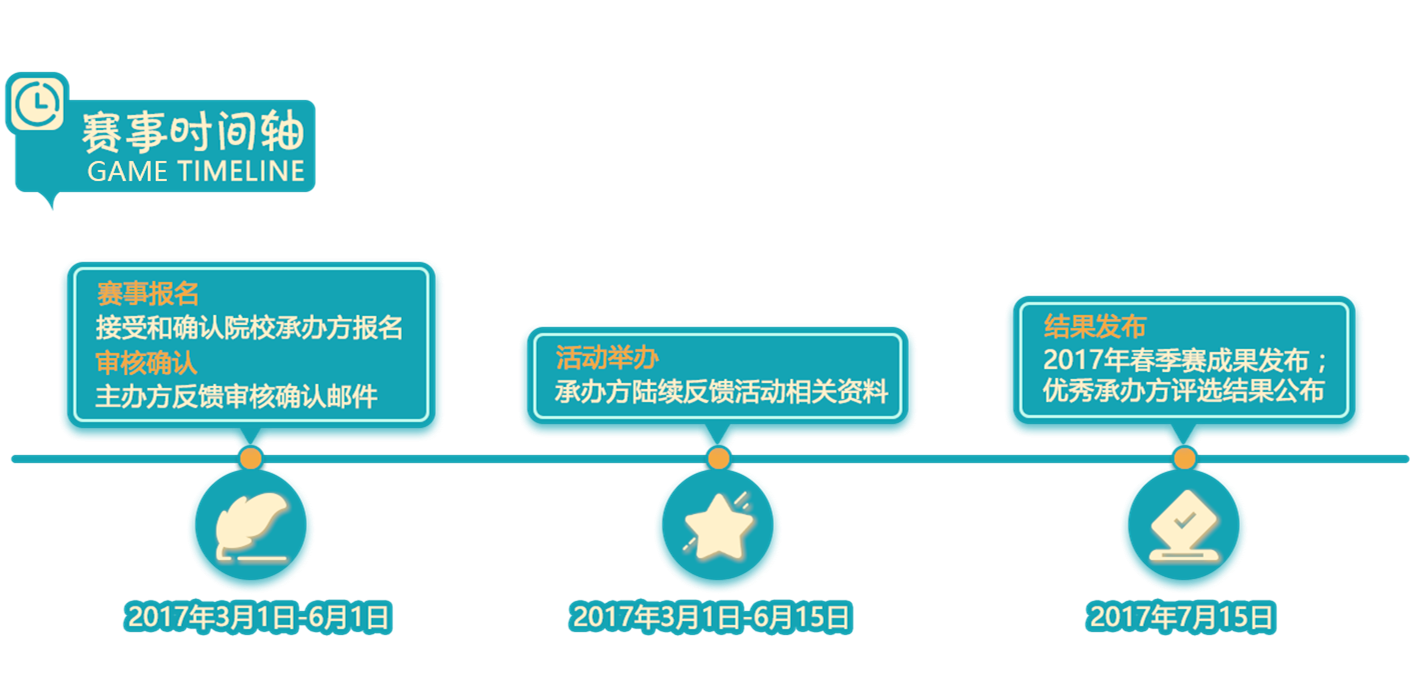 赛事时间轴
GAME TIMELINE
赛事报名
接受和确认院校承办方报名
审核确认
主办方反馈审核确认邮件
活动举办
承办方陆续反馈活动相关资料
结果发布
2017年春季赛成果发布；
优秀承办方评选结果公布
2017年3月1日-6月1日
2017年3月1日-6月15日
2017年7月15日